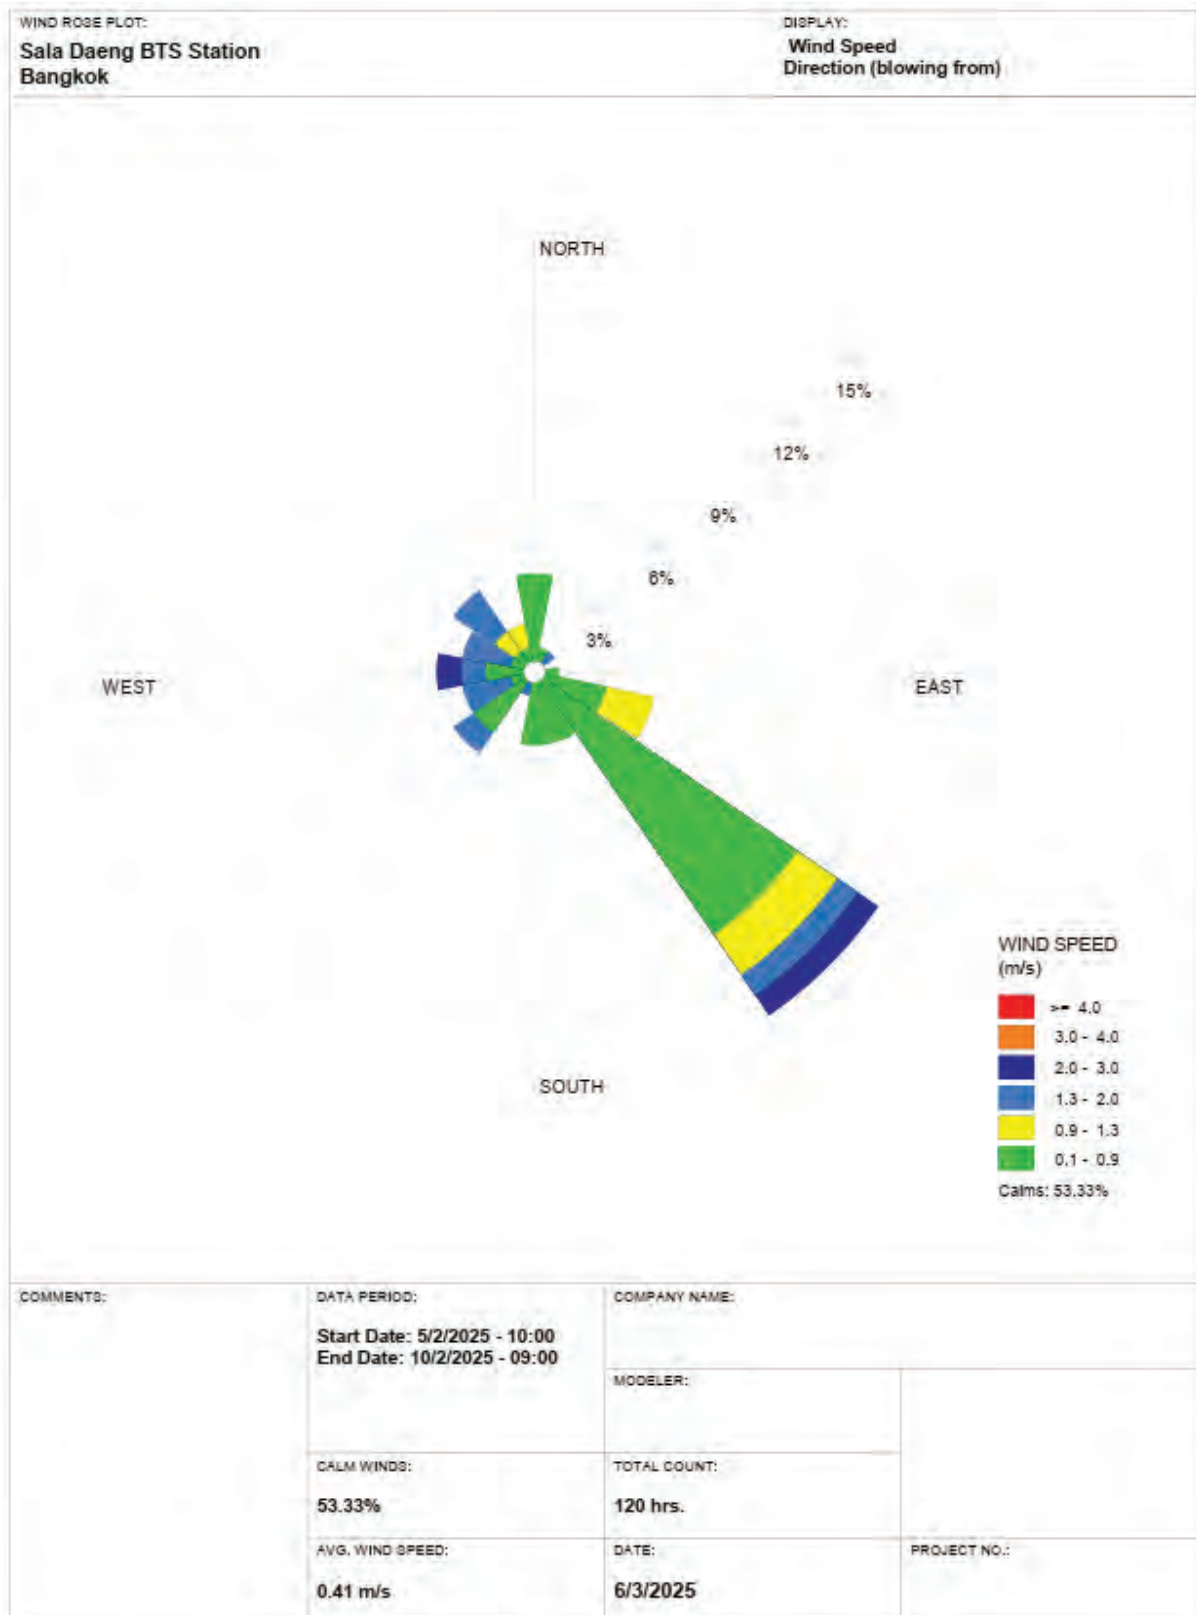 WIND ROSE PLOT:
Sala Daeng BTS Station
Bangkok
DISPLAY:
Wind Speed
Direction (blowing from)
NORTH
15%
12%
9%
6%
3%
WEST
EAST
SOUTH
WIND SPEED
(m/s)
>= 4.0
3.0 - 4.0
2.0 - 3.0
1.3 - 2.0
0.9 - 1.3
0.1 - 0.9
Calms: 53.33%
COMMENTS:
DATA PERIOD:
Start Date: 5/2/2025 - 10:00
End Date: 10/2/2025 - 09:00
COMPANY NAME:
MODELER:
CALM WINDS:
53.33%
TOTAL COUNT:
120 hrs.
AVG. WIND SPEED:
0.41 m/s
DATE:
6/3/2025
PROJECT NO.: